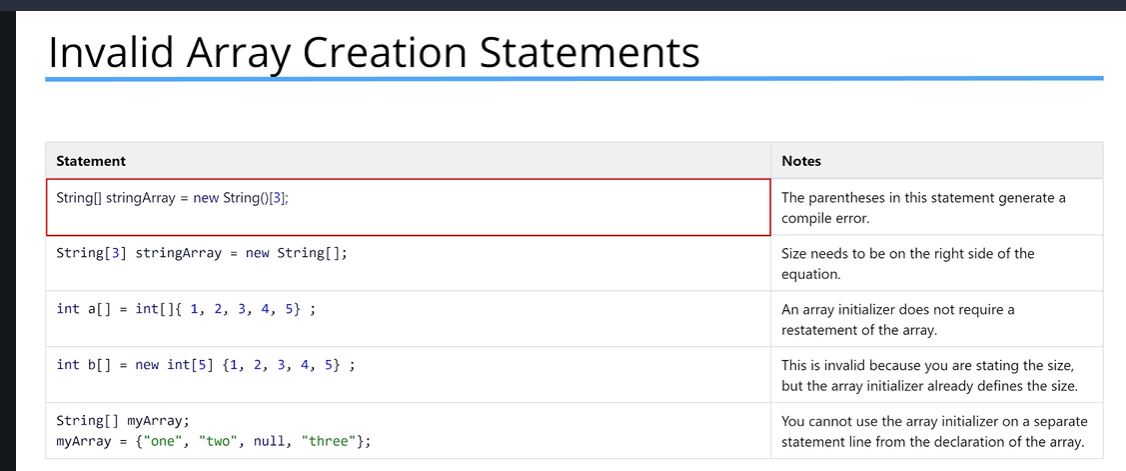 Invalid Array Creation Statements
Statement
Notes
String[] stringArray = new String()[3];
The parentheses in this statement generate a
compile error.
String[3] stringArray = new String[];
Size needs to be on the right side of the
equation.
int a[] = int[]{ 1, 2, 3, 4, 5} ;
An array initializer does not require a
restatement of the array.
int b[] = new int[5] {1, 2, 3, 4, 5} ;
This is invalid because you are stating the size,
but the array initializer already defines the size.
String[] myArray;
myArray = {"one", "two", null, "three"};
You cannot use the array initializer on a separate
statement line from the declaration of the array.